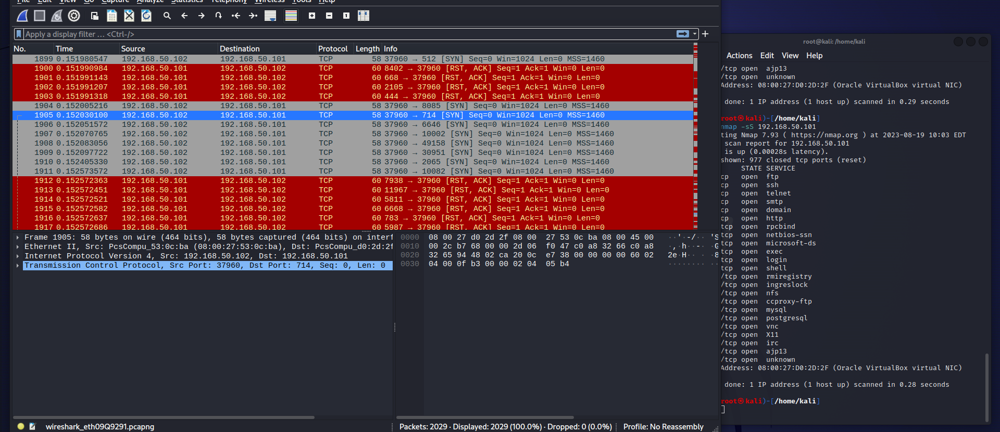 File Edit View Go Capture Analyze Statistics Telephony Wireless Tools Help
Apply a display filter … <Ctrl-/>
No. Time Source Destination Protocol Length Info
1899 0.151980547 192.168.50.102 192.168.50.101 TCP 58 37960 → 512 [SYN] Seq=0 Win=1024 Len=0 MSS=1460
1900 0.151990984 192.168.50.101 192.168.50.102 TCP 60 8402 → 37960 [RST, ACK] Seq=1 Ack=1 Win=0 Len=0
1901 0.151991143 192.168.50.101 192.168.50.102 TCP 60 668 → 37960 [RST, ACK] Seq=1 Ack=1 Win=0 Len=0
1902 0.151991207 192.168.50.101 192.168.50.102 TCP 60 2105 → 37960 [RST, ACK] Seq=1 Ack=1 Win=0 Len=0
1903 0.151991318 192.168.50.101 192.168.50.102 TCP 60 444 → 37960 [RST, ACK] Seq=1 Ack=1 Win=0 Len=0
1904 0.152005216 192.168.50.102 192.168.50.101 TCP 58 37960 → 8085 [SYN] Seq=0 Win=1024 Len=0 MSS=1460
1905 0.152030100 192.168.50.102 192.168.50.101 TCP 58 37960 → 714 [SYN] Seq=0 Win=1024 Len=0 MSS=1460
1906 0.152051572 192.168.50.102 192.168.50.101 TCP 58 37960 → 6646 [SYN] Seq=0 Win=1024 Len=0 MSS=1460
1907 0.152070765 192.168.50.102 192.168.50.101 TCP 58 37960 → 10002 [SYN] Seq=0 Win=1024 Len=0 MSS=1460
1908 0.152083056 192.168.50.102 192.168.50.101 TCP 58 37960 → 49158 [SYN] Seq=0 Win=1024 Len=0 MSS=1460
1909 0.152097722 192.168.50.102 192.168.50.101 TCP 58 37960 → 30951 [SYN] Seq=0 Win=1024 Len=0 MSS=1460
1910 0.152405330 192.168.50.102 192.168.50.101 TCP 58 37960 → 2065 [SYN] Seq=0 Win=1024 Len=0 MSS=1460
1911 0.152573572 192.168.50.102 192.168.50.101 TCP 58 37960 → 10082 [SYN] Seq=0 Win=1024 Len=0 MSS=1460
1912 0.152572363 192.168.50.101 192.168.50.102 TCP 60 7938 → 37960 [RST, ACK] Seq=1 Ack=1 Win=0 Len=0
1913 0.152572451 192.168.50.101 192.168.50.102 TCP 60 11967 → 37960 [RST, ACK] Seq=1 Ack=1 Win=0 Len=0
1914 0.152572521 192.168.50.101 192.168.50.102 TCP 60 5811 → 37960 [RST, ACK] Seq=1 Ack=1 Win=0 Len=0
1915 0.152572582 192.168.50.101 192.168.50.102 TCP 60 6668 → 37960 [RST, ACK] Seq=1 Ack=1 Win=0 Len=0
1916 0.152572637 192.168.50.101 192.168.50.102 TCP 60 783 → 37960 [RST, ACK] Seq=1 Ack=1 Win=0 Len=0
1917 0.152572686 192.168.50.101 192.168.50.102 TCP 60 5987 → 37960 [RST, ACK] Seq=1 Ack=1 Win=0 Len=0
Frame 1905: 58 bytes on wire (464 bits), 58 bytes captured (464 bits) on interf
Ethernet II, Src: PcsCompu_53:0c:ba (08:00:27:53:0c:ba), Dst: PcsCompu_d0:2d:2f
Internet Protocol Version 4, Src: 192.168.50.102, Dst: 192.168.50.101
Transmission Control Protocol, Src Port: 37960, Dst Port: 714, Seq: 0, Len: 0
0000 08 00 27 d0 2d 2f 08 00 27 53 0c ba 08 00 45 00 ··'·-/·· 'S
0010 00 2c b7 68 00 00 2d 06 f0 47 c0 a8 32 66 c0 a8 ·,·h··-· ·G
0020 32 65 94 48 02 ca 20 0c e7 38 00 00 00 00 60 02 2e·H·· · ·8
0030 04 00 0f b3 00 00 02 04 05 b4 ········ ··
wireshark_eth09Q9291.pcapng
Packets: 2029 · Displayed: 2029 (100.0%) · Dropped: 0 (0.0%)
Profile: No Reassembly
root@kali: /home/kali
Actions Edit View Help
/tcp open ajp13
/tcp open unknown
Address: 08:00:27:D0:2D:2F (Oracle VirtualBox virtual NIC)
done: 1 IP address (1 host up) scanned in 0.29 seconds
root㉿kali)-[/home/kali]
nmap -sS 192.168.50.101
ting Nmap 7.93 ( https://nmap.org ) at 2023-08-19 10:03 EDT
scan report for 192.168.50.101
is up (0.00028s latency).
shown: 977 closed tcp ports (reset)
STATE SERVICE
cp open ftp
cp open ssh
cp open telnet
cp open smtp
cp open domain
cp open http
tcp open rpcbind
tcp open netbios-ssn
tcp open microsoft-ds
tcp open exec
tcp open login
tcp open shell
/tcp open rmiregistry
/tcp open ingreslock
/tcp open nfs
/tcp open ccproxy-ftp
/tcp open mysql
/tcp open postgresql
/tcp open vnc
/tcp open X11
/tcp open irc
/tcp open ajp13
/tcp open unknown
Address: 08:00:27:D0:2D:2F (Oracle VirtualBox virtual NIC)
done: 1 IP address (1 host up) scanned in 0.28 seconds
root㉿kali)-[/home/kali]